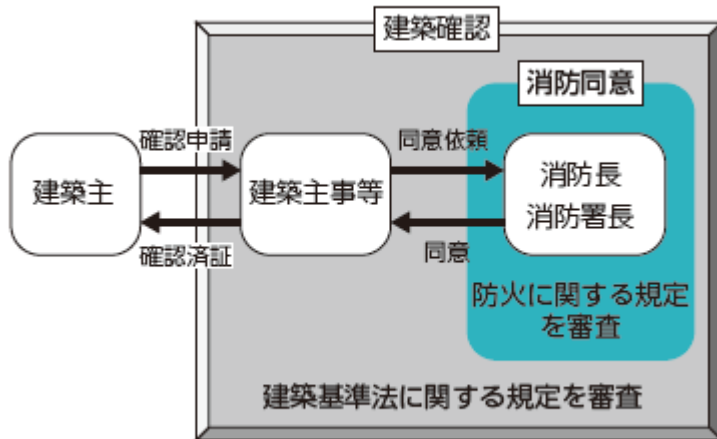 建築確認
消防同意
確認申請
同意依頼
建築主
建築主事等
消防長
消防署長
確認済証
同意
防火に関する規定
を審査
建築基準法に関する規定を審査